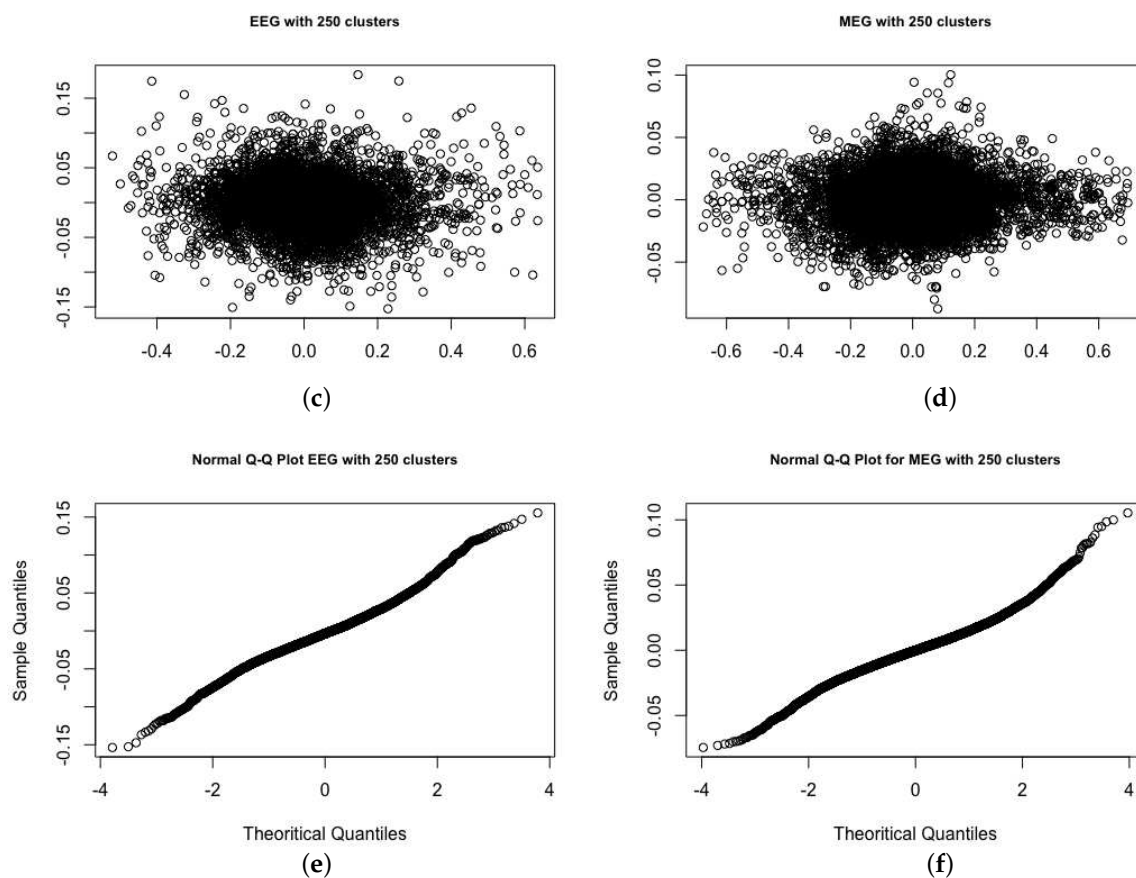 EEG with 250 clusters
MEG with 250 clusters
0.15
0.05
-0.05
-0.15
-0.4 -0.2 0.0 0.2 0.4 0.6
(c)
0.10
0.05
0.00
-0.05
-0.6 -0.4 -0.2 0.0 0.2 0.4 0.6
(d)
Normal Q-Q Plot EEG with 250 clusters
Normal Q-Q Plot for MEG with 250 clusters
Sample Quantiles
0.15
0.05
-0.05
-0.15
-4 -2 0 2 4
Theoritical Quantiles
(e)
Sample Quantiles
0.10
0.05
0.00
-0.05
-4 -2 0 2 4
Theoritical Quantiles
(f)